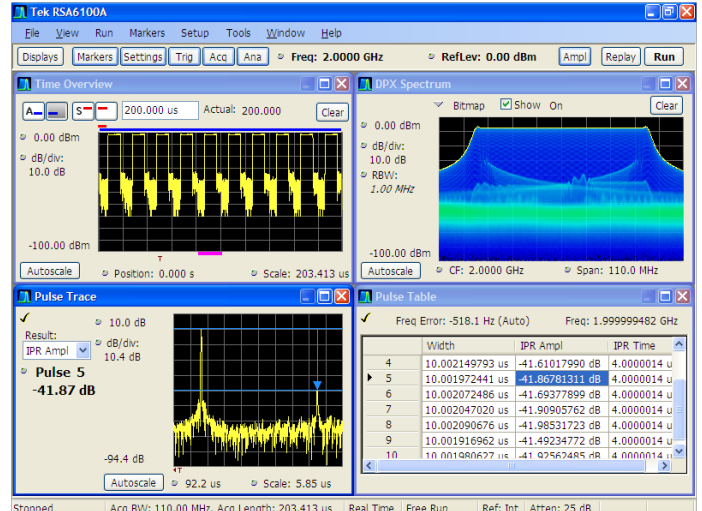 Tek RSA6100A
File View Run Markers Setup Tools Window Help
Displays Markers Settings Trig Acq Ana Freq: 2.0000 GHz RefLev: 0.00 dBm Ampl Replay Run
Time Overview
A S 200.000 us Actual: 200.000 Clear
0.00 dBm
dB/div:
10.0 dB
-100.00 dBm
T
Autoscale Position: 0.000 s Scale: 203.413 us
DPX Spectrum
Bitmap Show On Clear
0.00 dBm
dB/div:
10.0 dB
RBW:
1.00 MHz
-100.00 dBm
Autoscale CF: 2.0000 GHz Span: 110.0 MHz
Pulse Trace
Result:
IPR Ampl
Pulse 5
-41.87 dB
10.0 dB
dB/div:
10.4 dB
-94.4 dB
T
Autoscale 92.2 us Scale: 5.85 us
Pulse Table
Freq Error: -518.1 Hz (Auto) Freq: 1.999999482 GHz
Width IPR Ampl IPR Time
4 10.002149793 us -41.61017990 dB 4.0000014 u
5 10.001972441 us -41.86781311 dB 4.0000014 u
6 10.002072486 us -41.69377899 dB 4.0000014 u
7 10.002047020 us -41.90905762 dB 4.0000014 u
8 10.002090676 us -41.98531723 dB 4.0000014 u
9 10.001916962 us -41.49234772 dB 4.0000014 u
10 10.001980627 us -41.92562485 dB 4.0000014 u
Stopped Acq BW: 110.00 MHz, Acq Length: 203.413 us Real Time Free Run Ref: Int Atten: 25 dB